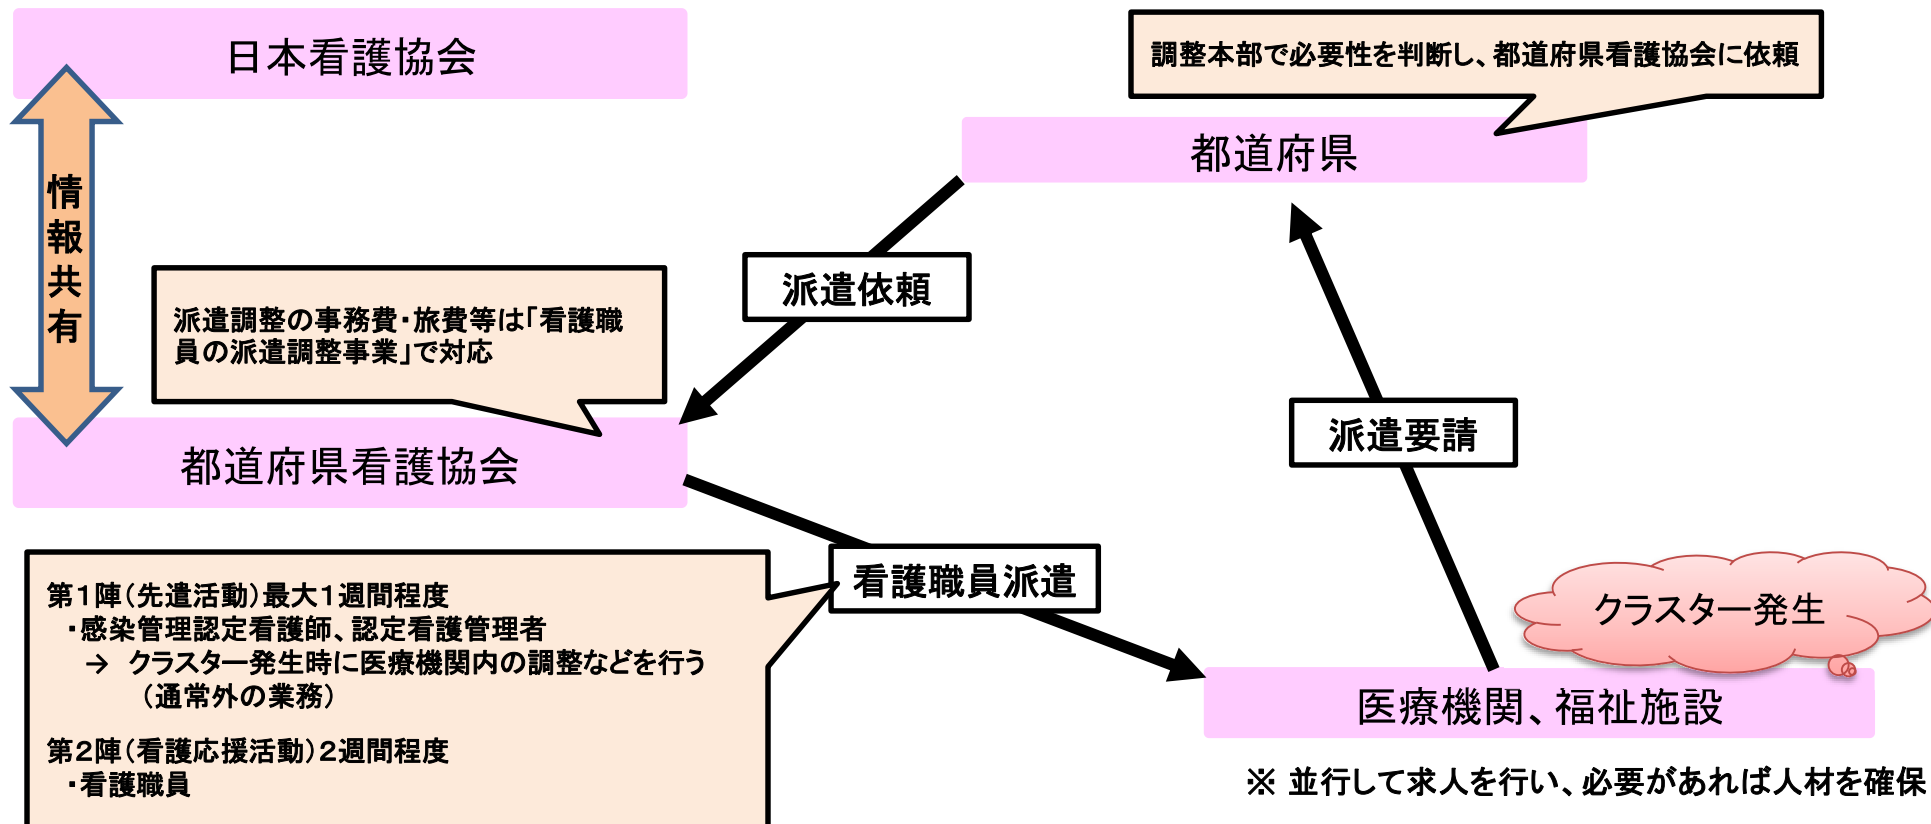 日本看護協会
調整本部で必要性を判断し、都道府県看護協会に依頼
都道府県
情報共有
派遣依頼
派遣調整の事務費・旅費等は「看護職
員の派遣調整事業」で対応
派遣要請
都道府県看護協会
看護職員派遣
第1陣(先遣活動)最大1週間程度
・感染管理認定看護師、認定看護管理者
→ クラスター発生時に医療機関内の調整などを行う
(通常外の業務)
第2陣(看護応援活動)2週間程度
・看護職員
クラスター発生
医療機関、福祉施設
※ 並行して求人を行い、必要があれば人材を確保